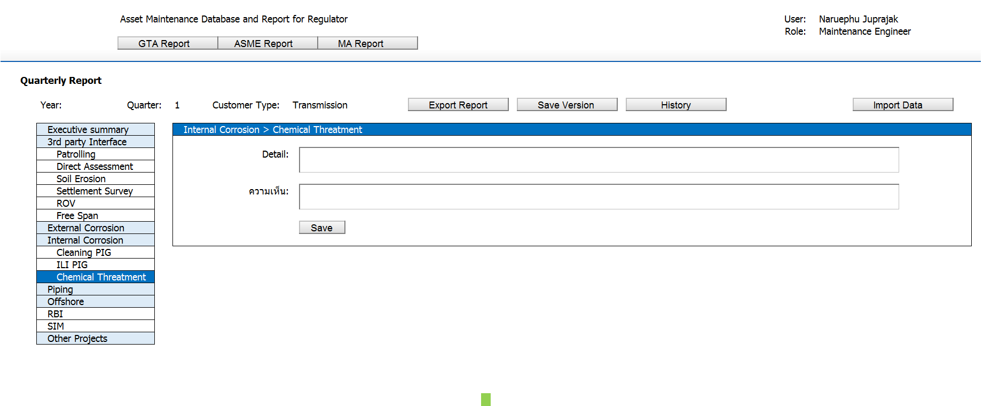 Asset Maintenance Database and Report for Regulator
User: Naruephu Juprajak
Role: Maintenance Engineer
GTA Report ASME Report MA Report
Quarterly Report
Year: Quarter: 1 Customer Type: Transmission Export Report Save Version History Import Data
Executive summary
3rd party Interface
Patrolling
Direct Assessment
Soil Erosion
Settlement Survey
ROV
Free Span
External Corrosion
Internal Corrosion
Cleaning PIG
ILI PIG
Chemical Threatment
Piping
Offshore
RBI
SIM
Other Projects
Internal Corrosion > Chemical Threatment
Detail:
ความเห็น:
Save